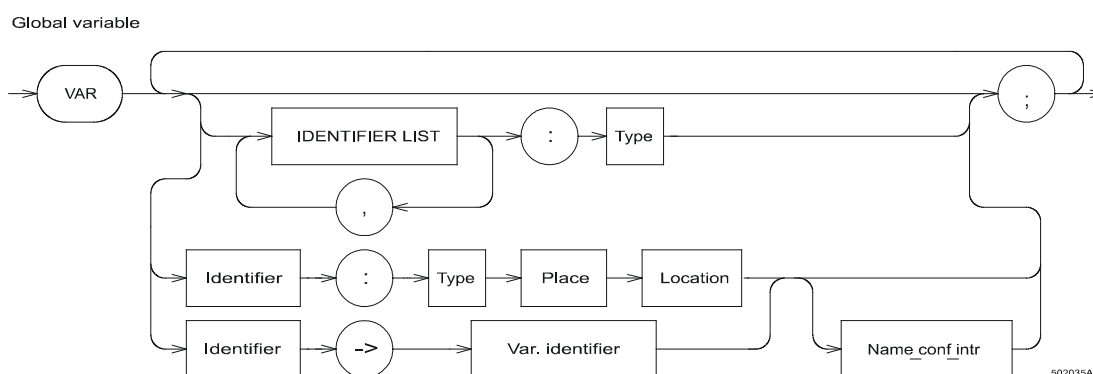 Global variable
VAR
;
IDENTIFIER LIST : Type
,
Identifier : Type Place Location
Identifier -> Var. identifier Name_conf_intr
502035A